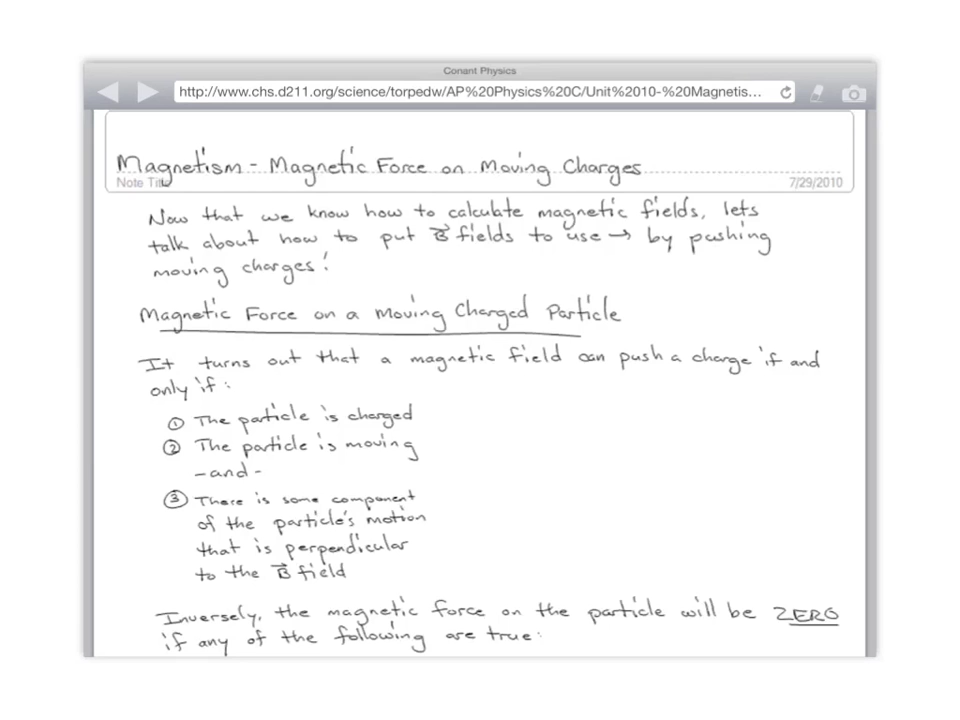 Conant Physics
http://www.chs.d211.org/science/torpedw/AP%20Physics%20C/Unit%2010-%20Magnetis...
Magnetism - Magnetic Force on Moving Charges
Note Title
7/29/2010
Now that we know how to calculate magnetic fields, lets
talk about how to put B⃗ fields to use → by pushing
moving charges!
Magnetic Force on a Moving Charged Particle
It turns out that a magnetic field can push a charge if and
only if:
① The particle is charged
② The particle is moving
-and-
③ There is some component
of the particle's motion
that is perpendicular
to the B⃗ field
Inversely, the magnetic force on the particle will be ZERO
if any of the following are true: